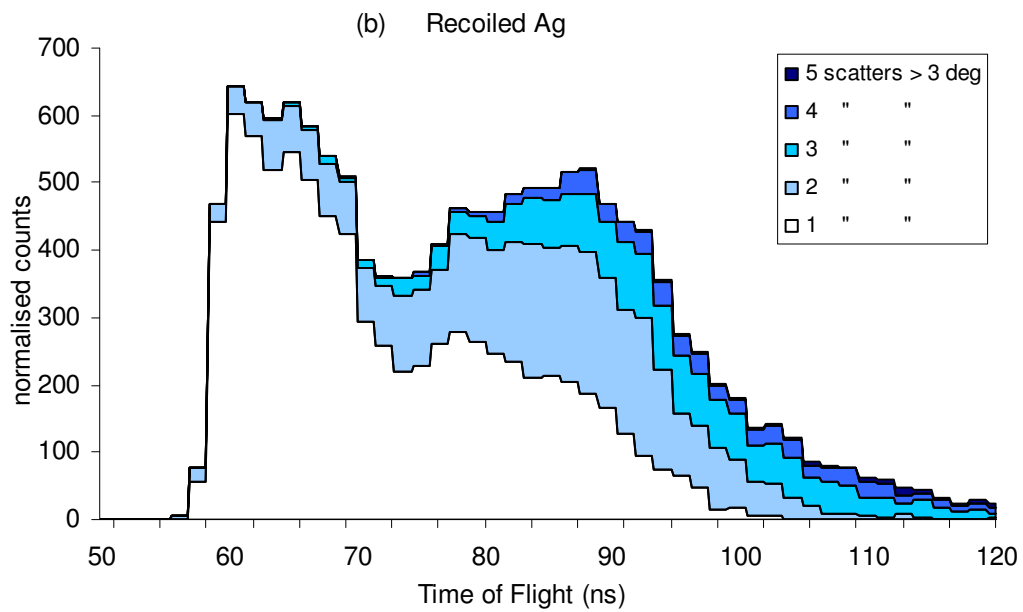 (b) Recoiled Ag
700
600
500
400
300
200
100
0
normalised counts
5 scatters > 3 deg
4 " "
3 " "
2 " "
1 " "
50 60 70 80 90 100 110 120
Time of Flight (ns)